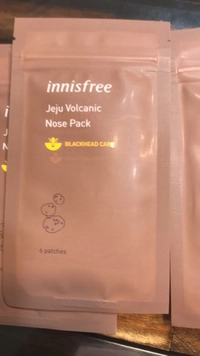 innisfree
Jeju Volcanic
Nose Pack
BLACKHEAD CARE
6 patches
i
J
N